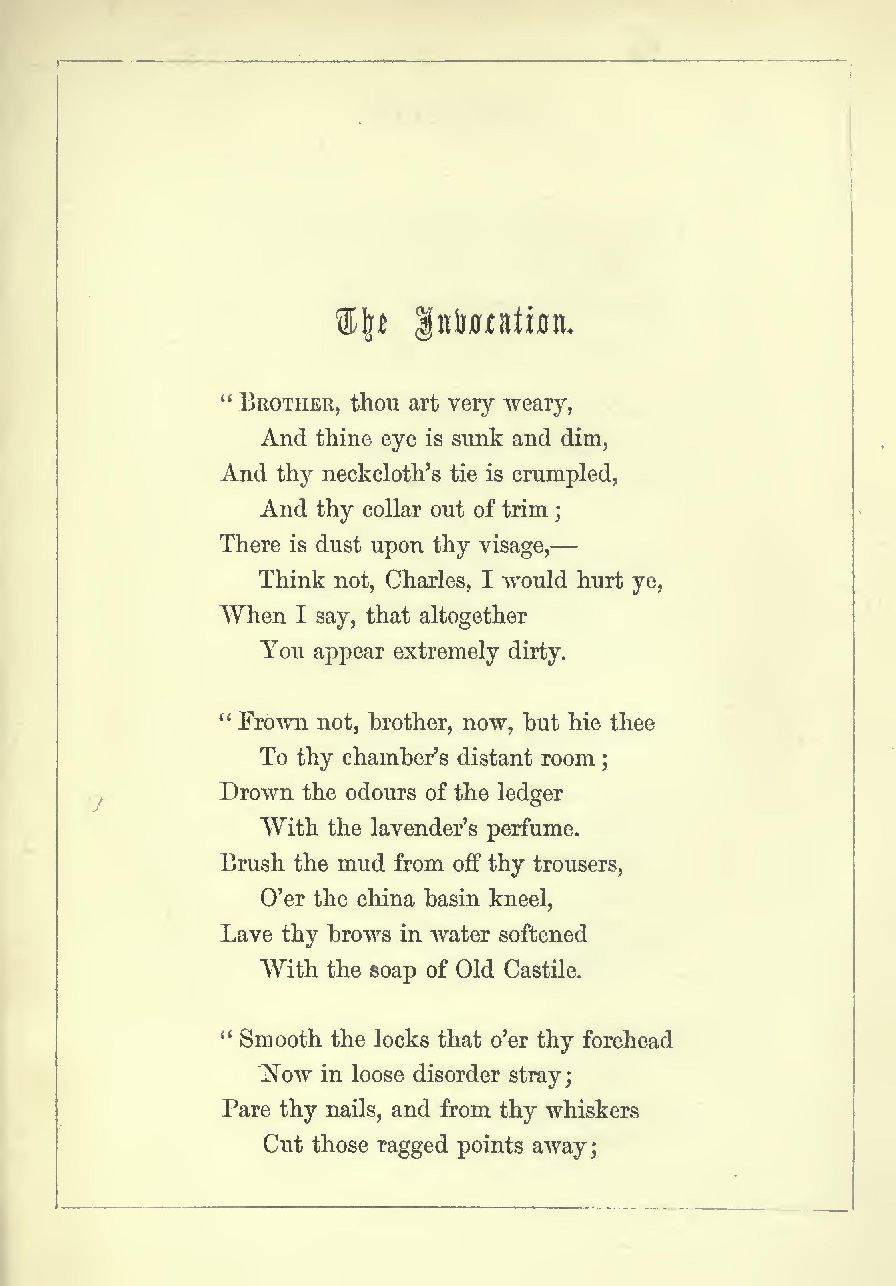 The Invocation.
“ BROTHER, thou art very weary,
And thine eye is sunk and dim,
And thy neckcloth’s tie is crumpled,
And thy collar out of trim ;
There is dust upon thy visage,—
Think not, Charles, I would hurt ye,
When I say, that altogether
You appear extremely dirty.
“ Frown not, brother, now, but hie thee
To thy chamber’s distant room ;
Drown the odours of the ledger
With the lavender’s perfume.
Brush the mud from off thy trousers,
O’er the china basin kneel,
Lave thy brows in water softened
With the soap of Old Castile.
“ Smooth the locks that o’er thy forehead
Now in loose disorder stray ;
Pare thy nails, and from thy whiskers
Cut those ragged points away ;